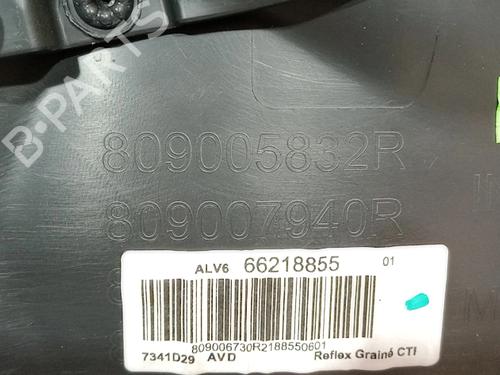 B-PARTS
809005832R
809007940R
ALV6 66218855 01
809006730R2188550601
7341D29 AVD Reflex Grainé CTI